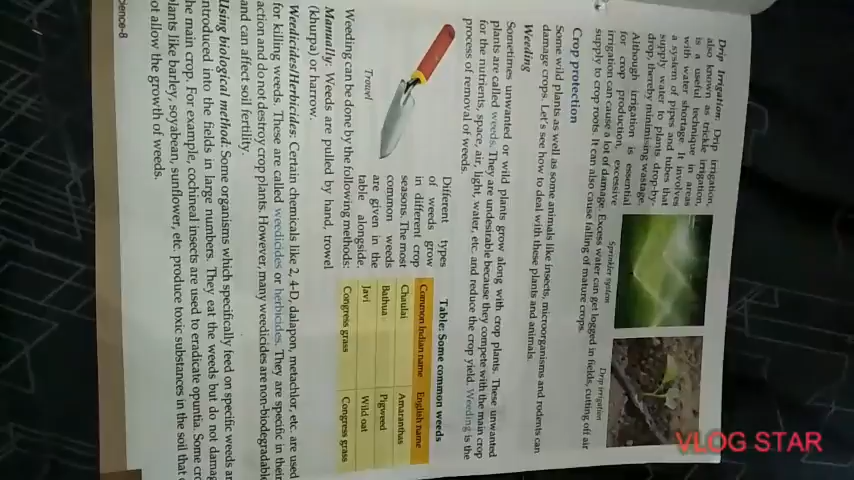 Drip Irrigation: Drip irrigation,
also known as trickle irrigation,
is a useful technique in areas
with water shortage. It involves
a system of pipes and tubes that
supply water to plants drop-by-
drop, thereby minimising wastage.
Although irrigation is essential
for crop production, excessive
irrigation can cause a lot of damage. Excess water can get logged in fields, cutting off air
supply to crop roots. It can also cause falling of mature crops.
Sprinkler system
Drip irrigation
Crop protection
Some wild plants as well as some animals like insects, microorganisms and rodents can
damage crops. Let's see how to deal with these plants and animals.
Weeding
Sometimes unwanted or wild plants grow along with crop plants. These unwanted
plants are called weeds. They are undesirable because they compete with the main crop
for the nutrients, space, air, light, water, etc. and reduce the crop yield. Weeding is the
process of removal of weeds.
Trowel
Different types
of weeds grow
in different crop
seasons. The most
common weeds
are given in the
table alongside.
Table: Some common weeds
Common Indian name English name
Chaulai Amaranthas
Bathua Pigweed
Javi Wild oat
Congress grass Congress grass
Weeding can be done by the following methods:
Manually: Weeds are pulled by hand, trowel
(khurpa) or harrow.
Weedicides/Herbicides: Certain chemicals like 2, 4-D, dalapon, metachlor, etc. are used
for killing weeds. These are called weedicides or herbicides. They are specific in their
action and do not destroy crop plants. However, many weedicides are non-biodegradable
and can affect soil fertility.
Using biological method: Some organisms which specifically feed on specific weeds ar
introduced into the fields in large numbers. They eat the weeds but do not damag
the main crop. For example, cochineal insects are used to eradicate opuntia. Some cro
plants like barley, soyabean, sunflower, etc. produce toxic substances in the soil that
ot allow the growth of weeds.
cience-8
VLOG STAR